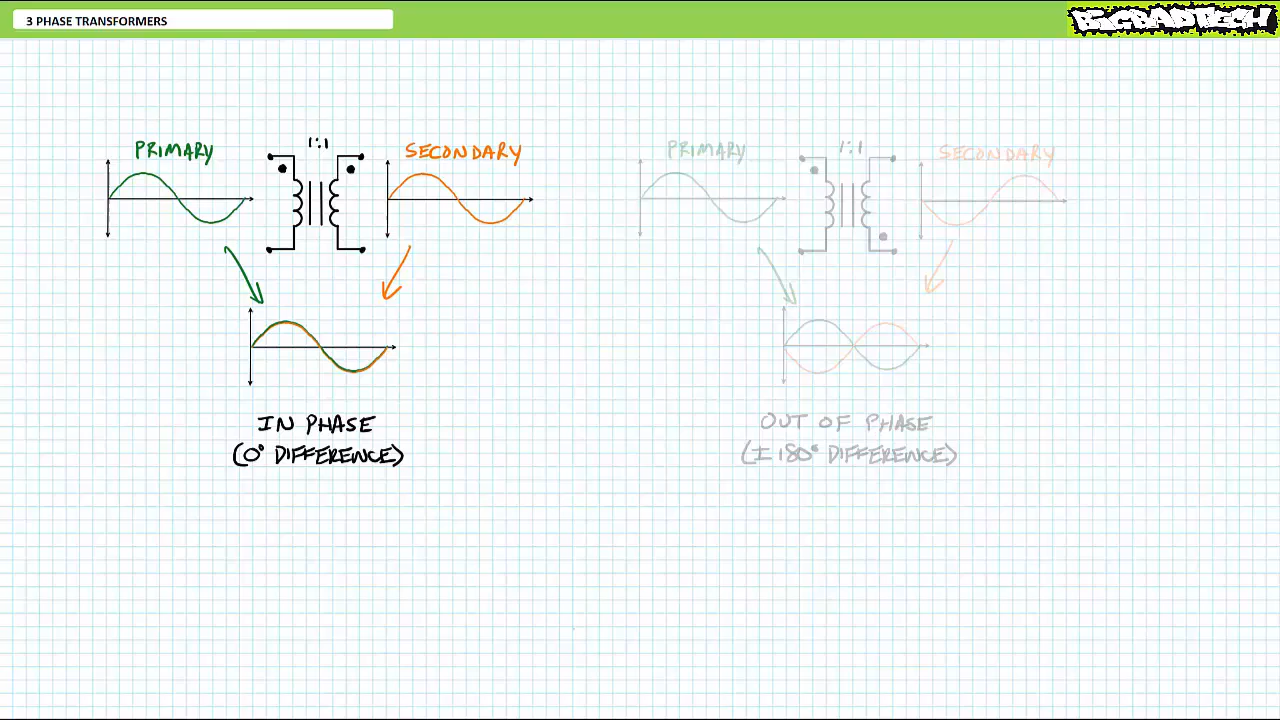 3 PHASE TRANSFORMERS
BIGBADTECH
PRIMARY
1:1
SECONDARY
IN PHASE
(0° DIFFERENCE)
PRIMARY
1:1
SECONDARY
OUT OF PHASE
(±180° DIFFERENCE)